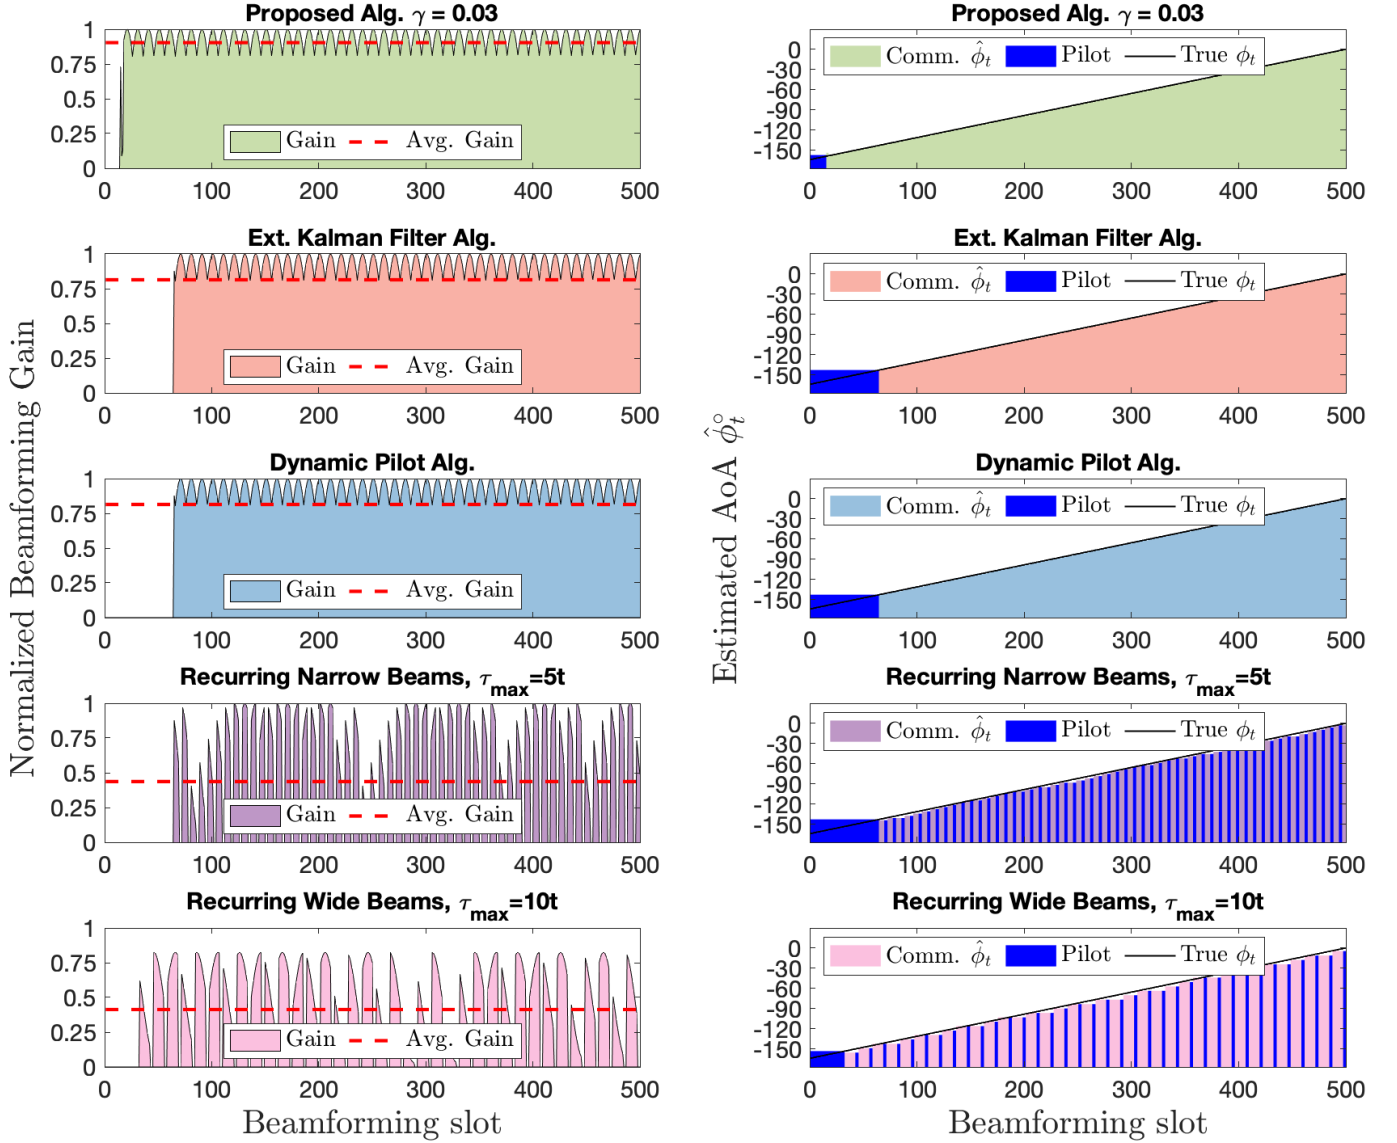 Proposed Alg. γ = 0.03
1
0.75
0.5
0.25
0
Gain Avg. Gain
0 100 200 300 400 500
Ext. Kalman Filter Alg.
1
0.75
0.5
0.25
0
Gain Avg. Gain
0 100 200 300 400 500
Dynamic Pilot Alg.
1
0.75
0.5
0.25
0
Gain Avg. Gain
0 100 200 300 400 500
Recurring Narrow Beams, τmax=5t
1
0.75
0.5
0.25
0
Gain Avg. Gain
0 100 200 300 400 500
Recurring Wide Beams, τmax=10t
1
0.75
0.5
0.25
0
Gain Avg. Gain
0 100 200 300 400 500
Normalized Beamforming Gain
Beamforming slot
Proposed Alg. γ = 0.03
0
-30
-60
-90
-120
-150
Comm. ϕ̂t Pilot True ϕt
0 100 200 300 400 500
Ext. Kalman Filter Alg.
0
-30
-60
-90
-120
-150
Comm. ϕ̂t Pilot True ϕt
0 100 200 300 400 500
Dynamic Pilot Alg.
0
-30
-60
-90
-120
-150
Comm. ϕ̂t Pilot True ϕt
0 100 200 300 400 500
Recurring Narrow Beams, τmax=5t
0
-30
-60
-90
-120
-150
Comm. ϕ̂t Pilot True ϕt
0 100 200 300 400 500
Recurring Wide Beams, τmax=10t
0
-30
-60
-90
-120
-150
Comm. ϕ̂t Pilot True ϕt
0 100 200 300 400 500
Estimated AoA ϕ̂t°
Beamforming slot